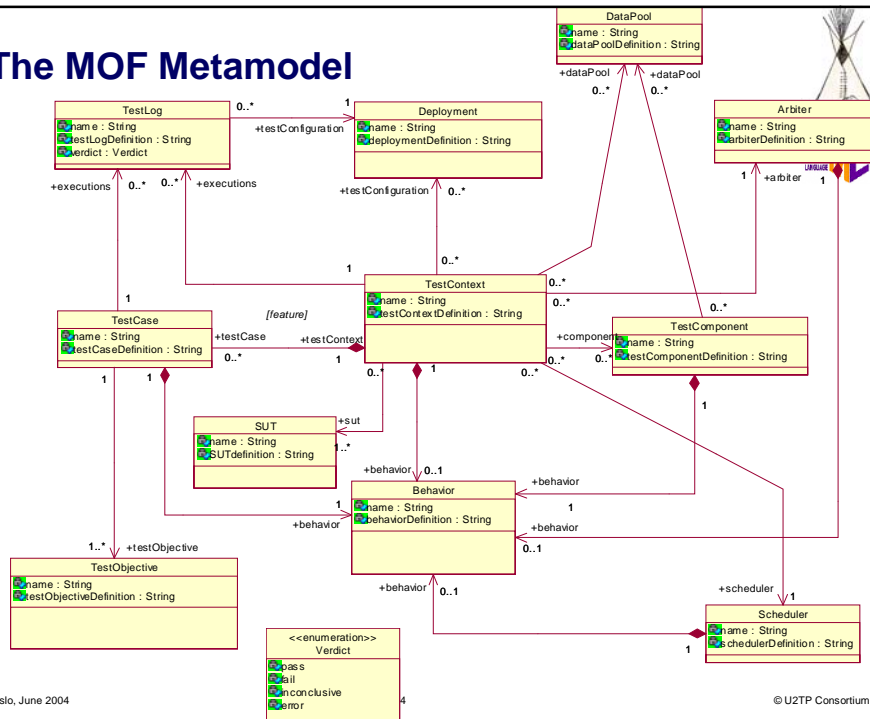 The MOF Metamodel
DataPool
name : String
dataPoolDefinition : String
+dataPool
0..*
+dataPool
0..*
TestLog
name : String
testLogDefinition : String
verdict : Verdict
0..*
1
+testConfiguration
Deployment
name : String
deploymentDefinition : String
Arbiter
name : String
arbiterDefinition : String
LANGUAGE
+executions
0..*
0..*
+executions
+testConfiguration
0..*
1
+arbiter
1
0..*
1
TestContext
name : String
testContextDefinition : String
0..*
0..*
1
TestCase
name : String
testCaseDefinition : String
[feature]
+testCase
0..*
+testContext
1
+component
0..*
0..*
0..*
TestComponent
name : String
testComponentDefinition : String
1
1
0..*
1
0..*
1
SUT
name : String
SUTdefinition : String
+sut
1..*
+behavior
0..1
Behavior
name : String
behaviorDefinition : String
+behavior
1
1
+behavior
+behavior
0..1
1..*
+testObjective
TestObjective
name : String
testObjectiveDefinition : String
+behavior
0..1
+scheduler
1
Scheduler
name : String
schedulerDefinition : String
1
<<enumeration>>
Verdict
pass
fail
inconclusive
error
slo, June 2004
4
© U2TP Consortium